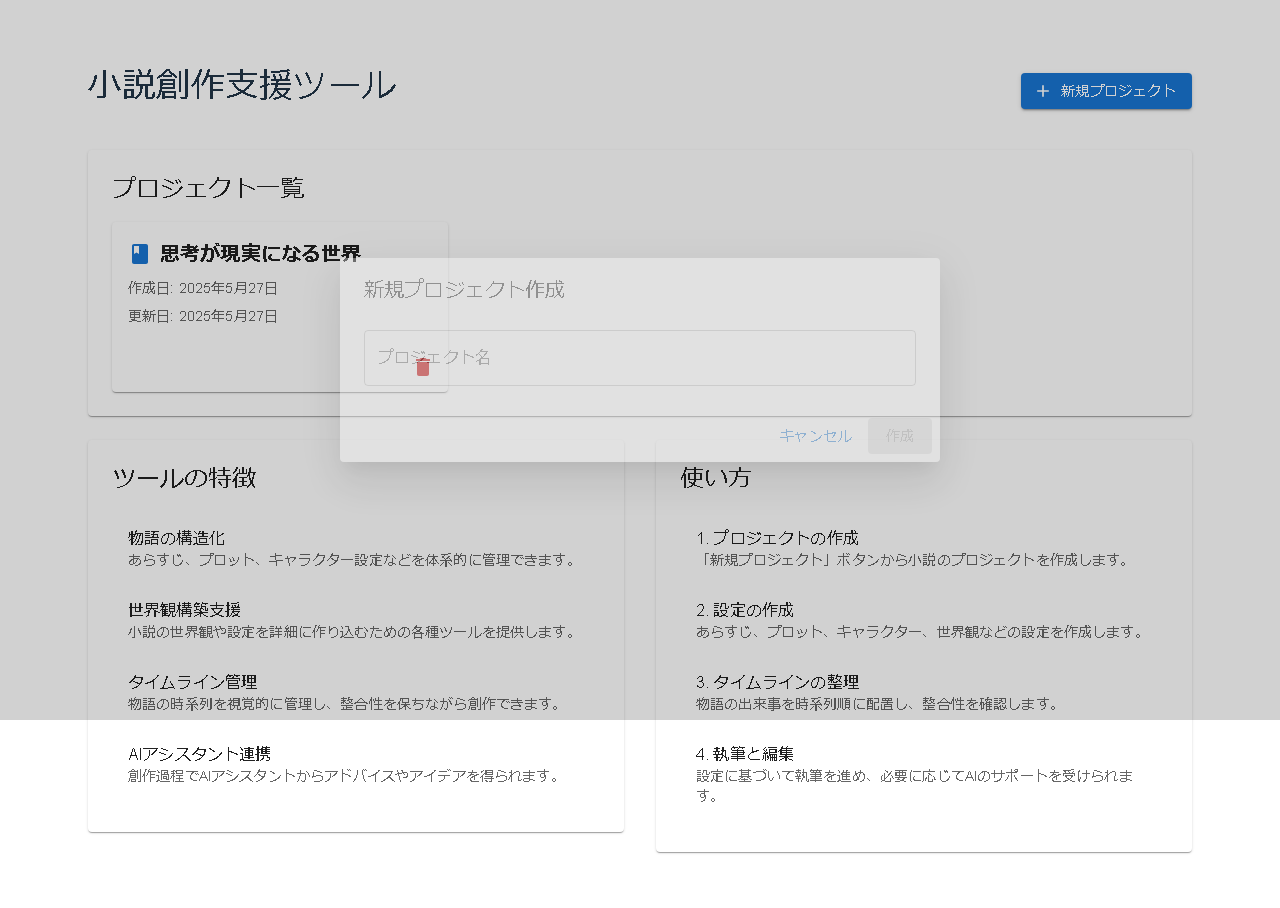 小説創作支援ツール
新規プロジェクト
プロジェクト一覧
思考が現実になる世界
作成日: 2025年5月27日
更新日: 2025年5月27日
新規プロジェクト作成
プロジェクト名
キャンセル
作成
ツールの特徴
物語の構造化
あらすじ、プロット、キャラクター設定などを体系的に管理できます。
世界観構築支援
小説の世界観や設定を詳細に作り込むための各種ツールを提供します。
タイムライン管理
物語の時系列を視覚的に管理し、整合性を保ちながら創作できます。
AIアシスタント連携
創作過程でAIアシスタントからアドバイスやアイデアを得られます。
使い方
1. プロジェクトの作成
「新規プロジェクト」ボタンから小説のプロジェクトを作成します。
2. 設定の作成
あらすじ、プロット、キャラクター、世界観などの設定を作成します。
3. タイムラインの整理
物語の出来事を時系列順に配置し、整合性を確認します。
4. 執筆と編集
設定に基づいて執筆を進め、必要に応じてAIのサポートを受けられま
す。